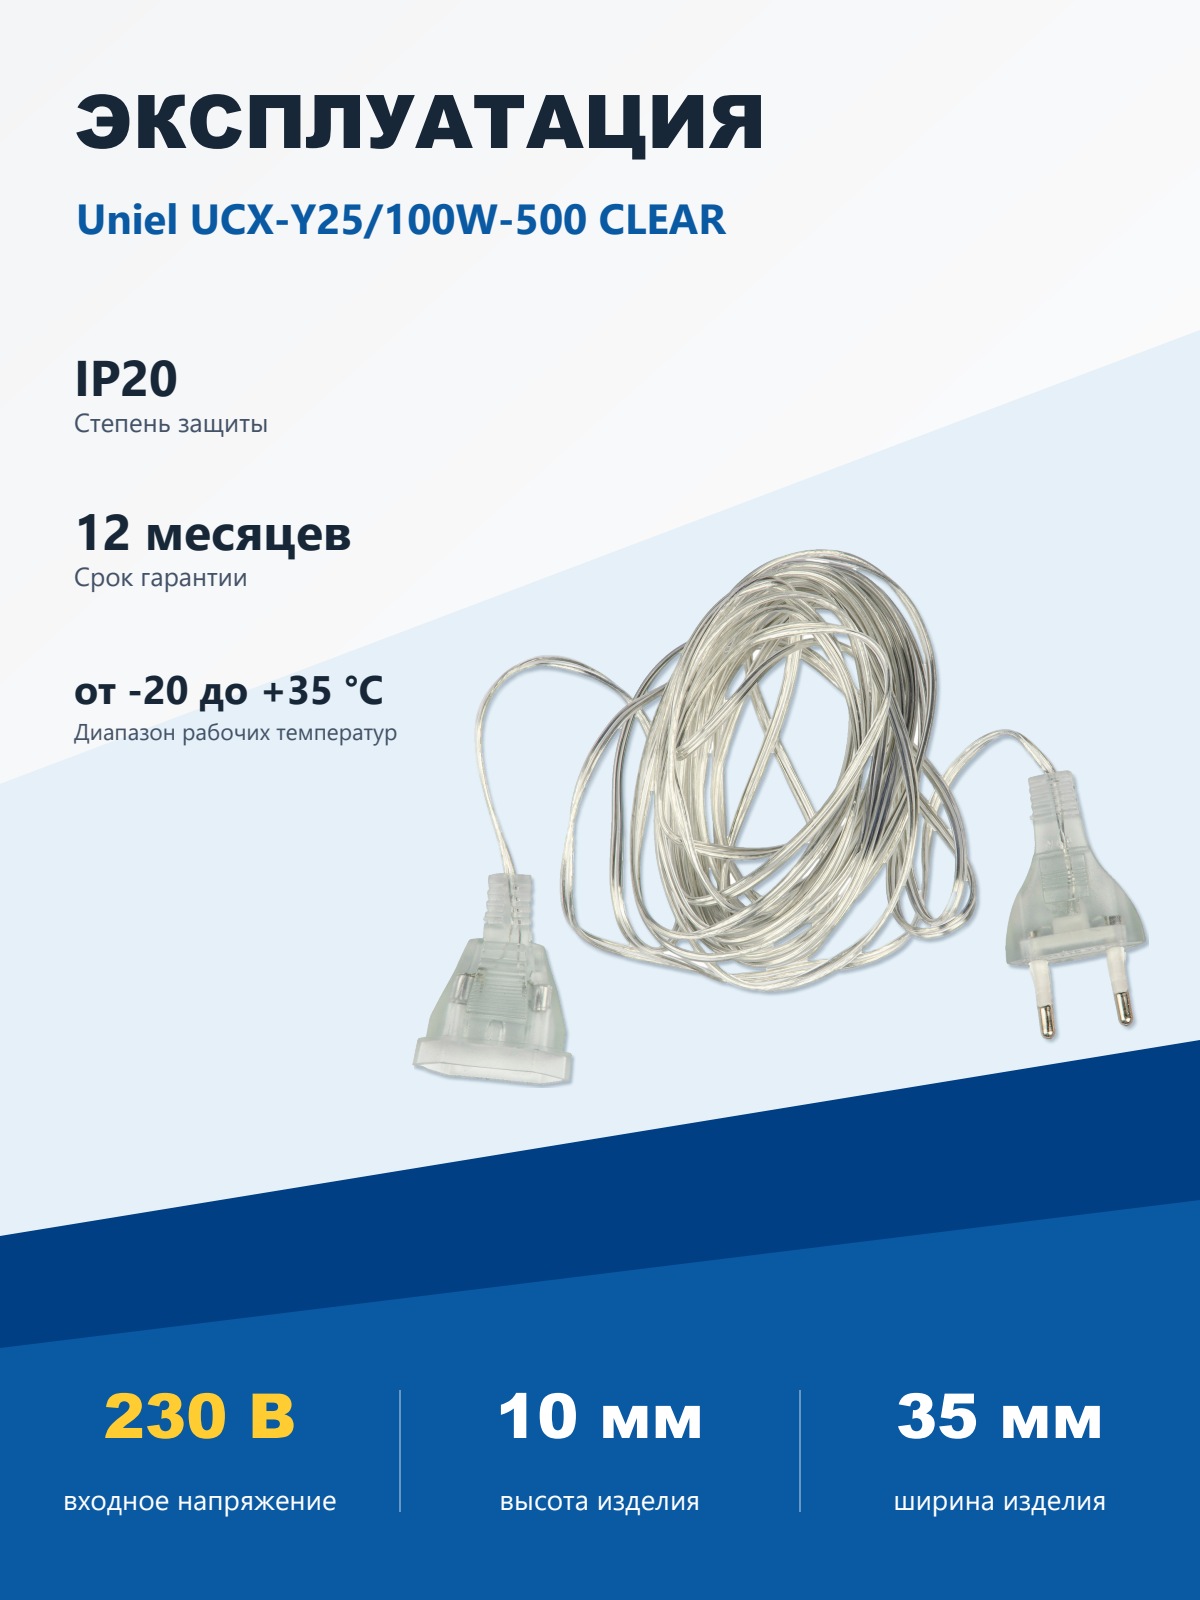 ЭКСПЛУАТАЦИЯ
Uniel UCX-Y25/100W-500 CLEAR
IP20
Степень защиты
12 месяцев
Срок гарантии
от -20 до +35 °C
Диапазон рабочих температур
230 В
входное напряжение
10 мм
высота изделия
35 мм
ширина изделия